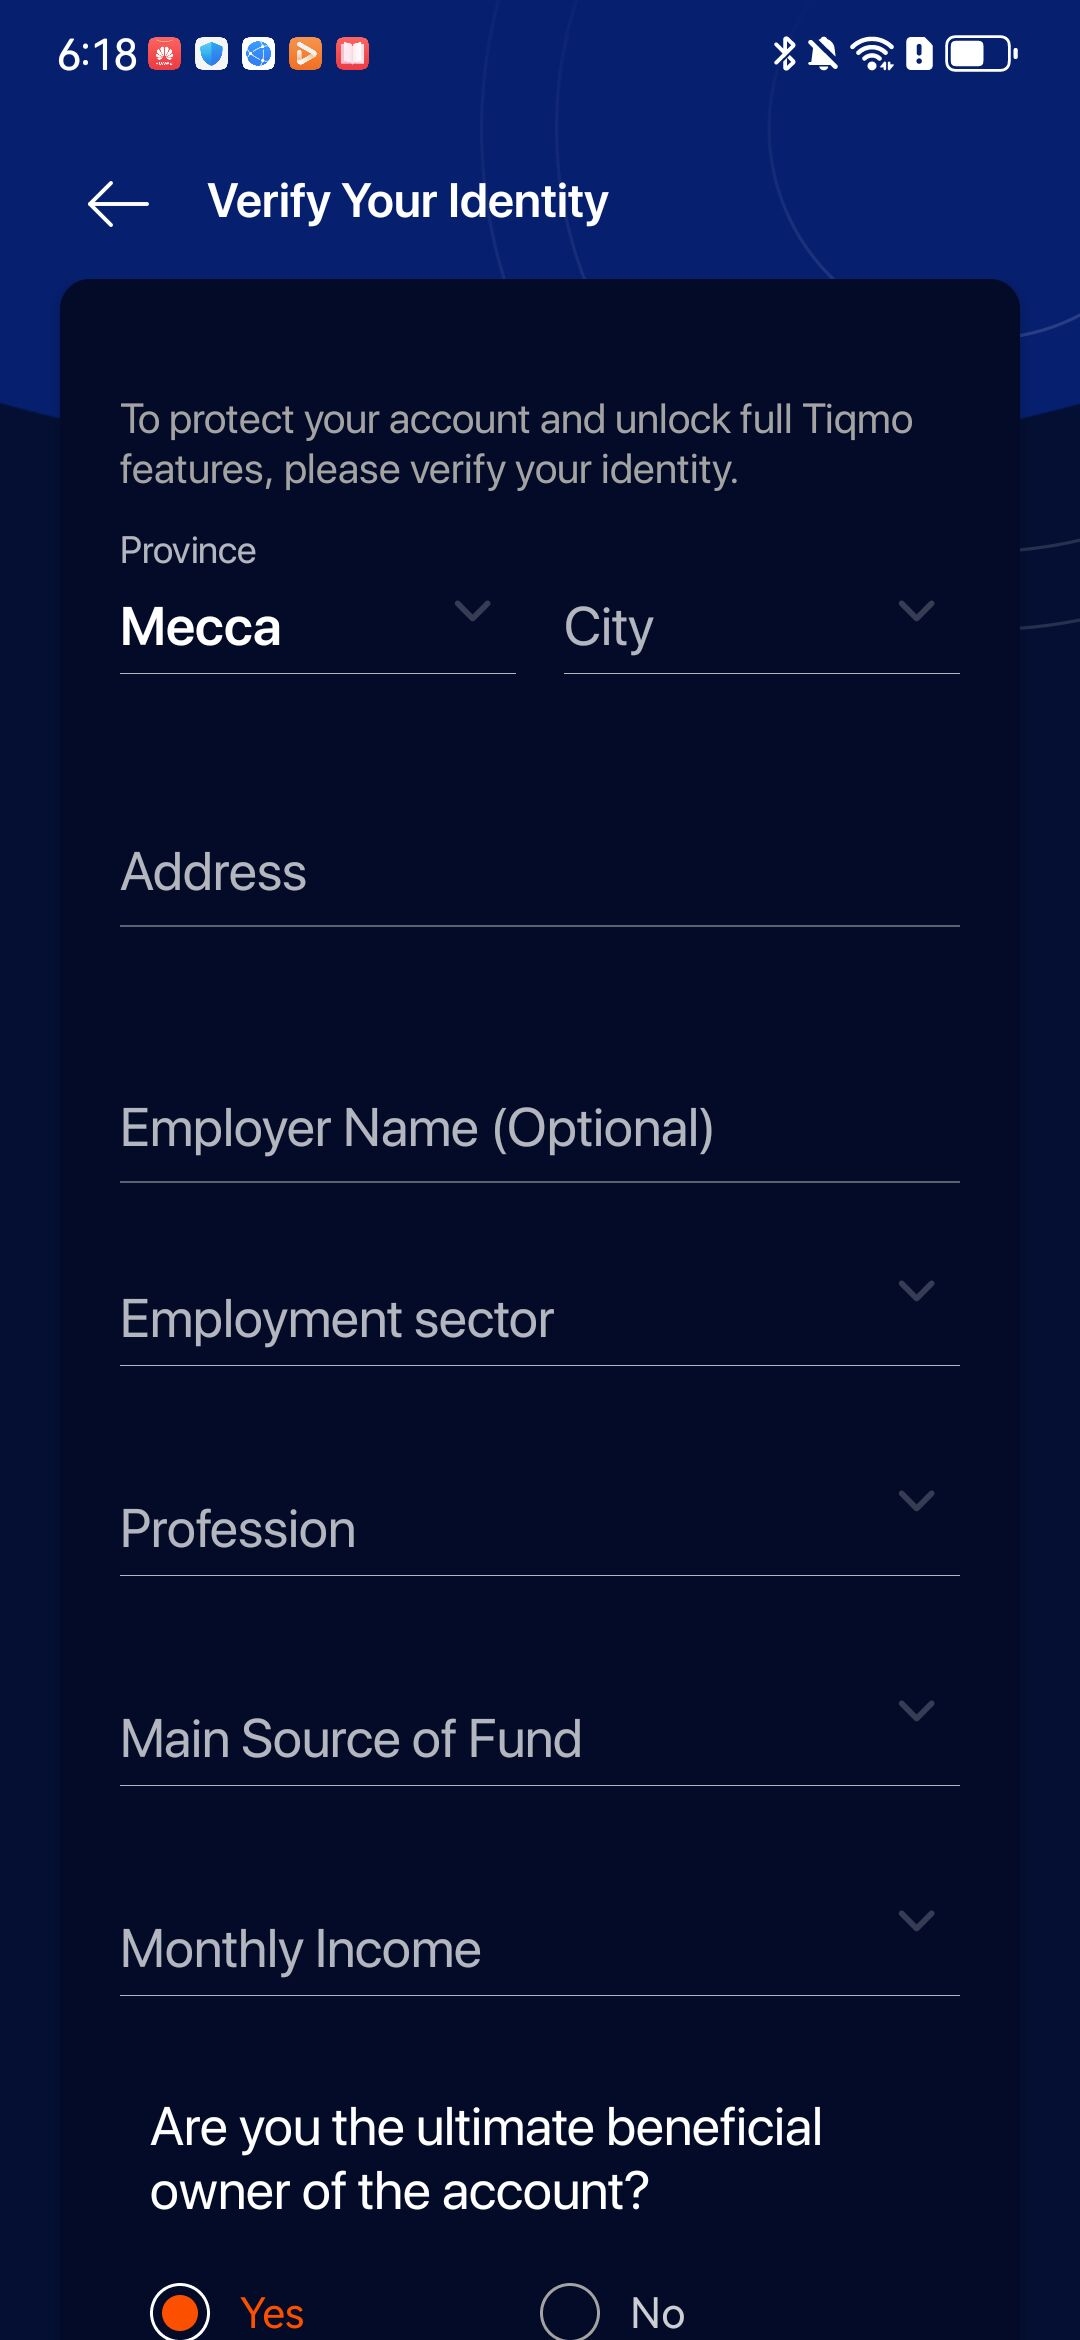 6:18
Verify Your Identity
To protect your account and unlock full Tiqmo
features, please verify your identity.
Province
Mecca
City
Address
Employer Name (Optional)
Employment sector
Profession
Main Source of Fund
Monthly Income
Are you the ultimate beneficial
owner of the account?
Yes No